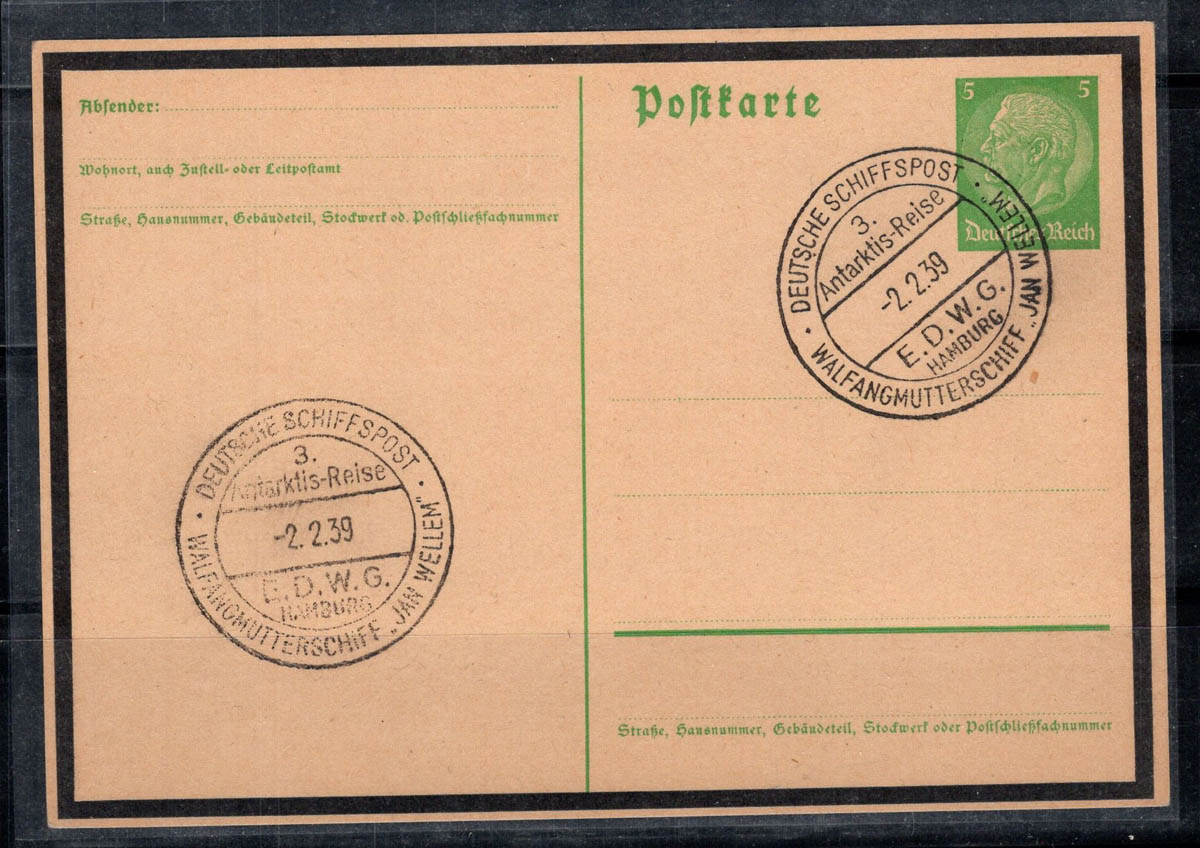 Absender:
Wohnort, auch Zustell- oder Leitpostamt
Straße, Hausnummer, Gebäudeteil, Stockwerk od. Postschließfachnummer
Postkarte
5 5
Deutsches Reich
· DEUTSCHE SCHIFFSPOST ·
WALFANGMUTTERSCHIFF „JAN WELLEM“
3.
Antarktis-Reise
-2.2.39
E.D.W.G.
HAMBURG
· DEUTSCHE SCHIFFSPOST ·
WALFANGMUTTERSCHIFF „JAN WELLEM“
3.
Antarktis-Reise
-2.2.39
E.D.W.G.
HAMBURG
Straße, Hausnummer, Gebäudeteil, Stockwerk oder Postschließfachnummer